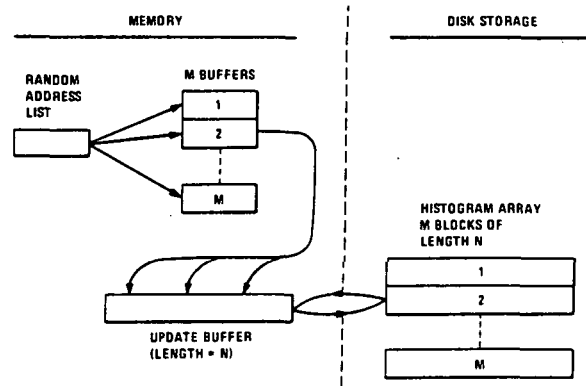 MEMORY
DISK STORAGE
RANDOM
ADDRESS
LIST
M BUFFERS
1
2
M
HISTOGRAM ARRAY
M BLOCKS OF
LENGTH N
1
2
M
UPDATE BUFFER
(LENGTH = N)